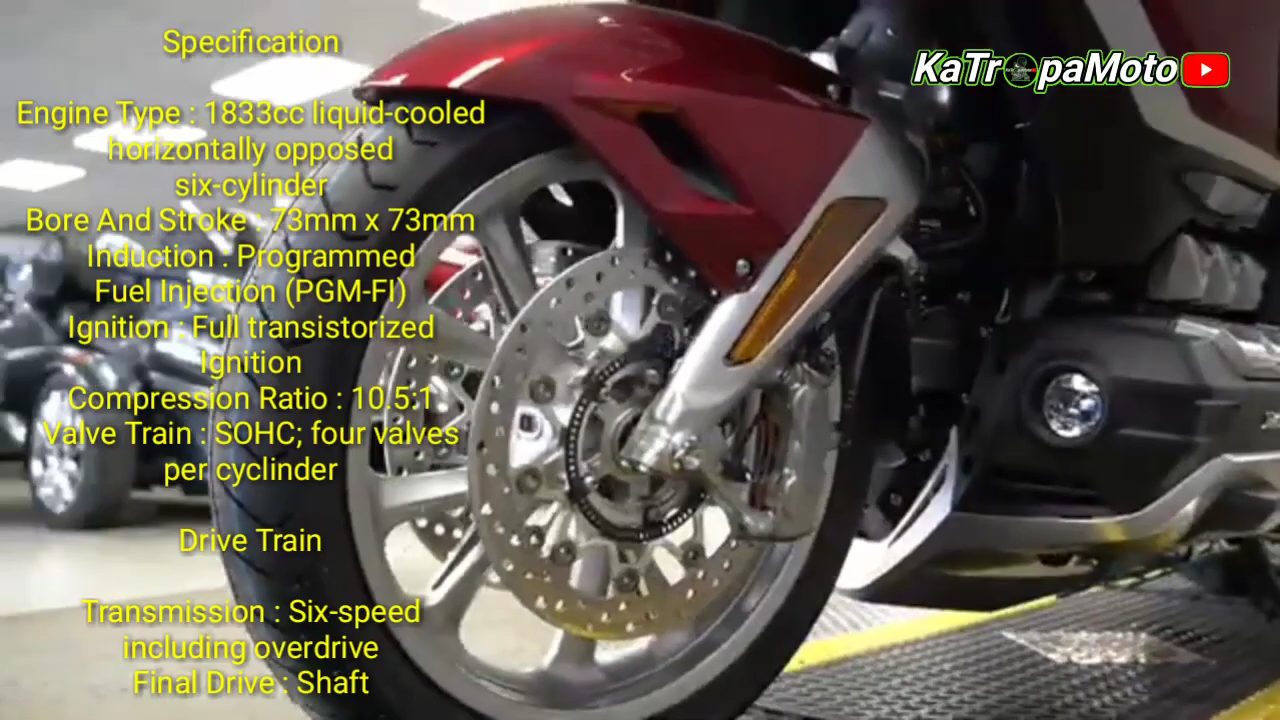 Specification
KaTropaMoto
Engine Type : 1833cc liquid-cooled
horizontally opposed
six-cylinder
Bore And Stroke : 73mm x 73mm
Induction : Programmed
Fuel Injection (PGM-FI)
Ignition : Full transistorized
Ignition
Compression Ratio : 10.5:1
Valve Train : SOHC; four valves
per cyclinder
Drive Train
Transmission : Six-speed
including overdrive
Final Drive : Shaft